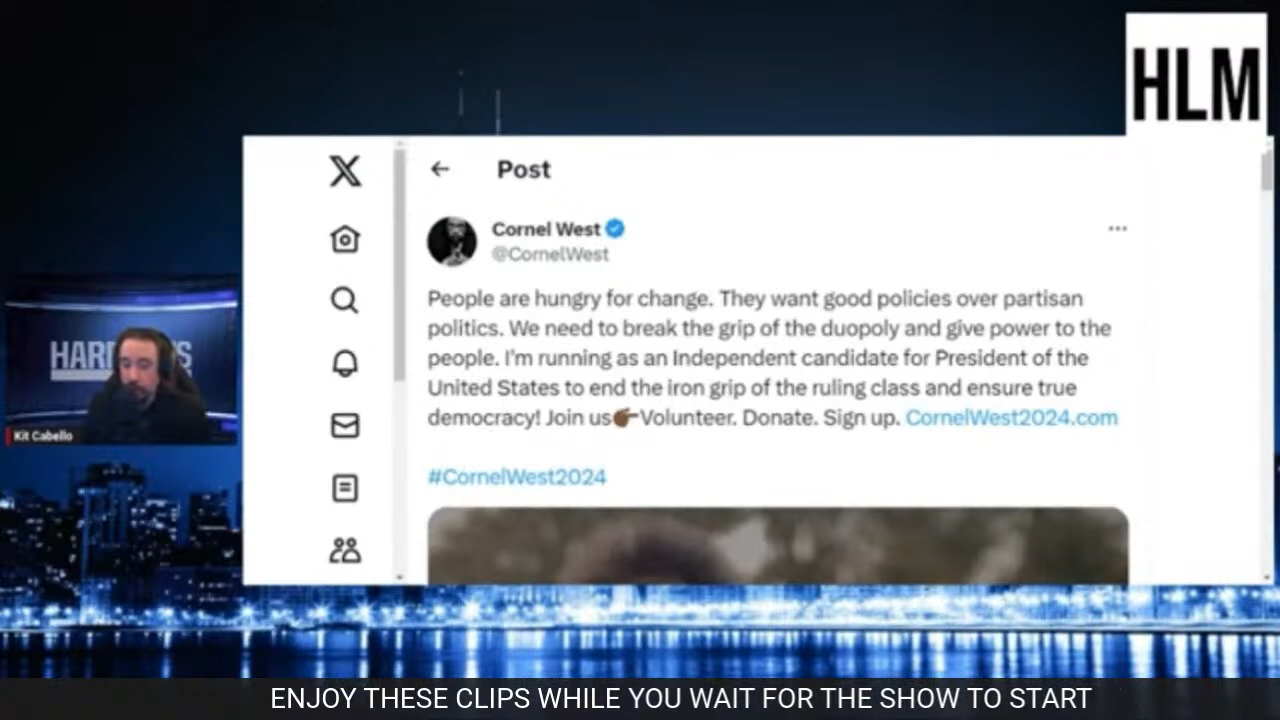 HLM
Post
Cornel West
@CornelWest
People are hungry for change. They want good policies over partisan
politics. We need to break the grip of the duopoly and give power to the
people. I'm running as an Independent candidate for President of the
United States to end the iron grip of the ruling class and ensure true
democracy! Join us👉🏾Volunteer. Donate. Sign up. CornelWest2024.com
#CornelWest2024
Kit Cabello
ENJOY THESE CLIPS WHILE YOU WAIT FOR THE SHOW TO START